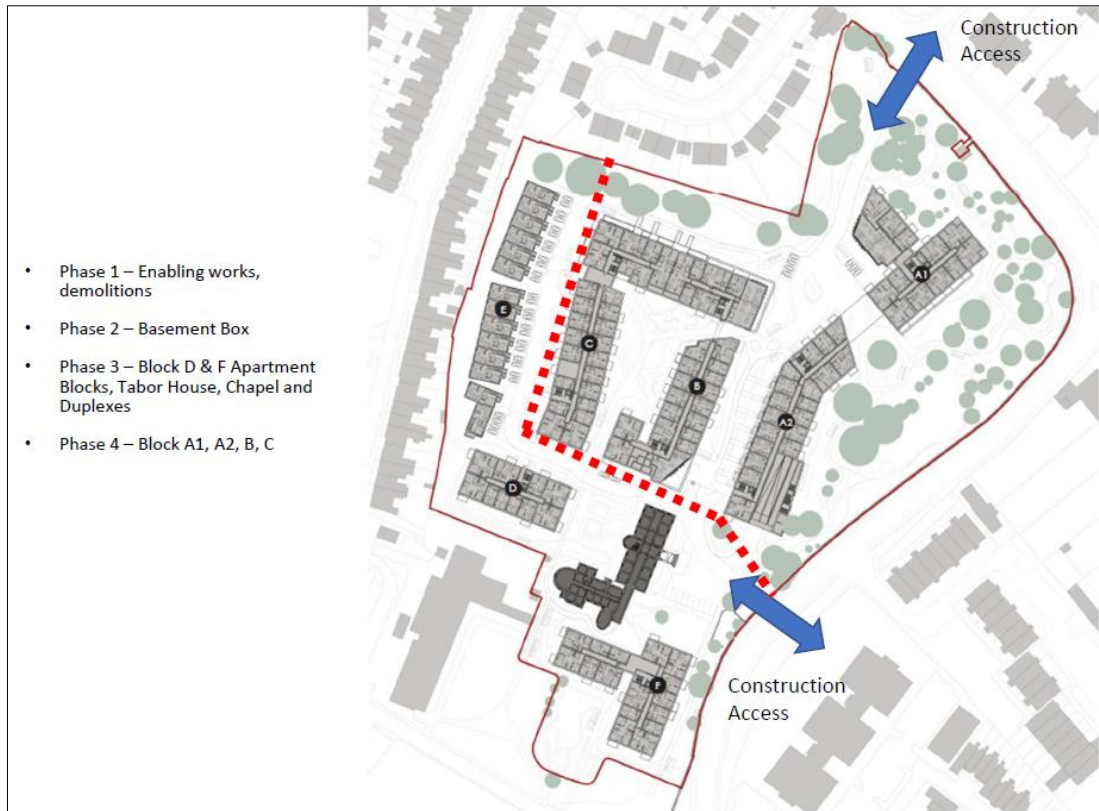 Construction
Access
• Phase 1 – Enabling works,
demolitions
• Phase 2 – Basement Box
• Phase 3 – Block D & F Apartment
Blocks, Tabor House, Chapel and
Duplexes
• Phase 4 – Block A1, A2, B, C
A1
E
C
B
A2
D
F
Construction
Access